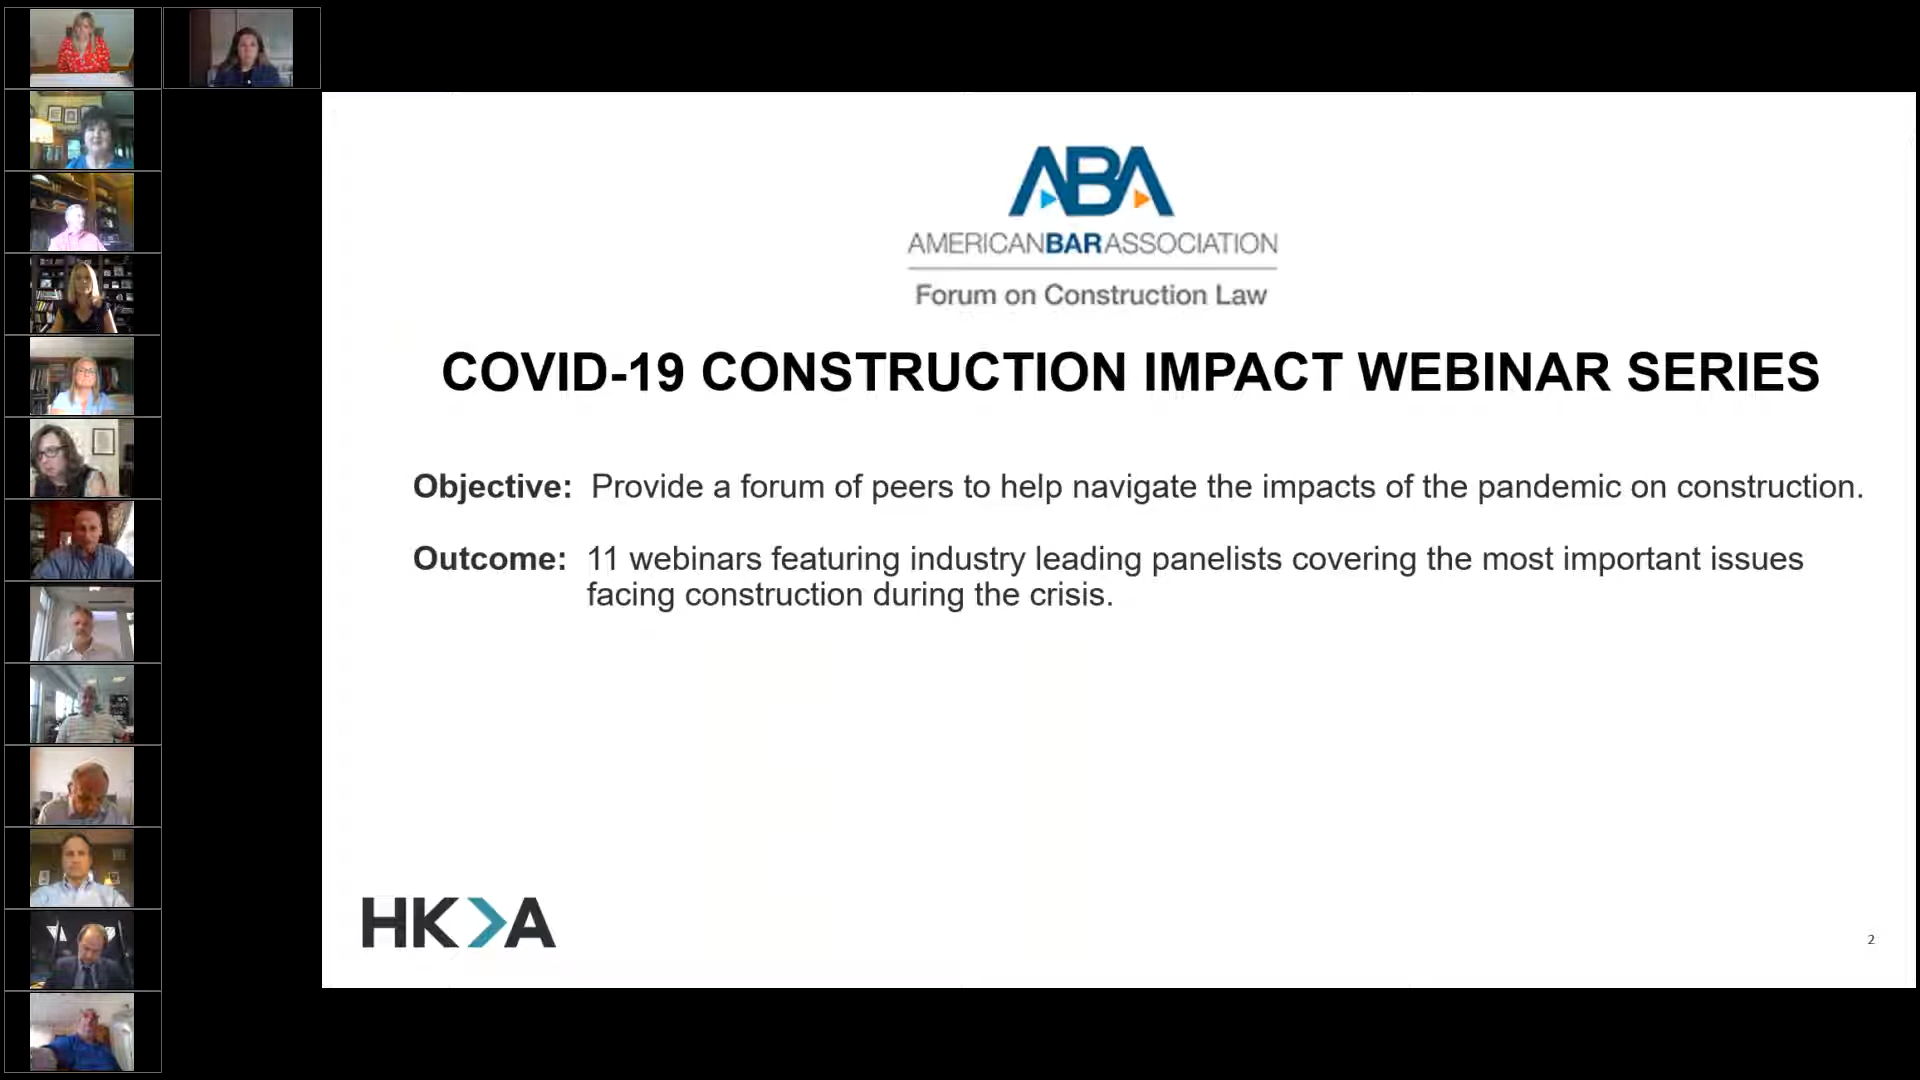 ABA
AMERICANBARASSOCIATION
Forum on Construction Law
COVID-19 CONSTRUCTION IMPACT WEBINAR SERIES
Objective: Provide a forum of peers to help navigate the impacts of the pandemic on construction.
Outcome: 11 webinars featuring industry leading panelists covering the most important issues
facing construction during the crisis.
HKA
2